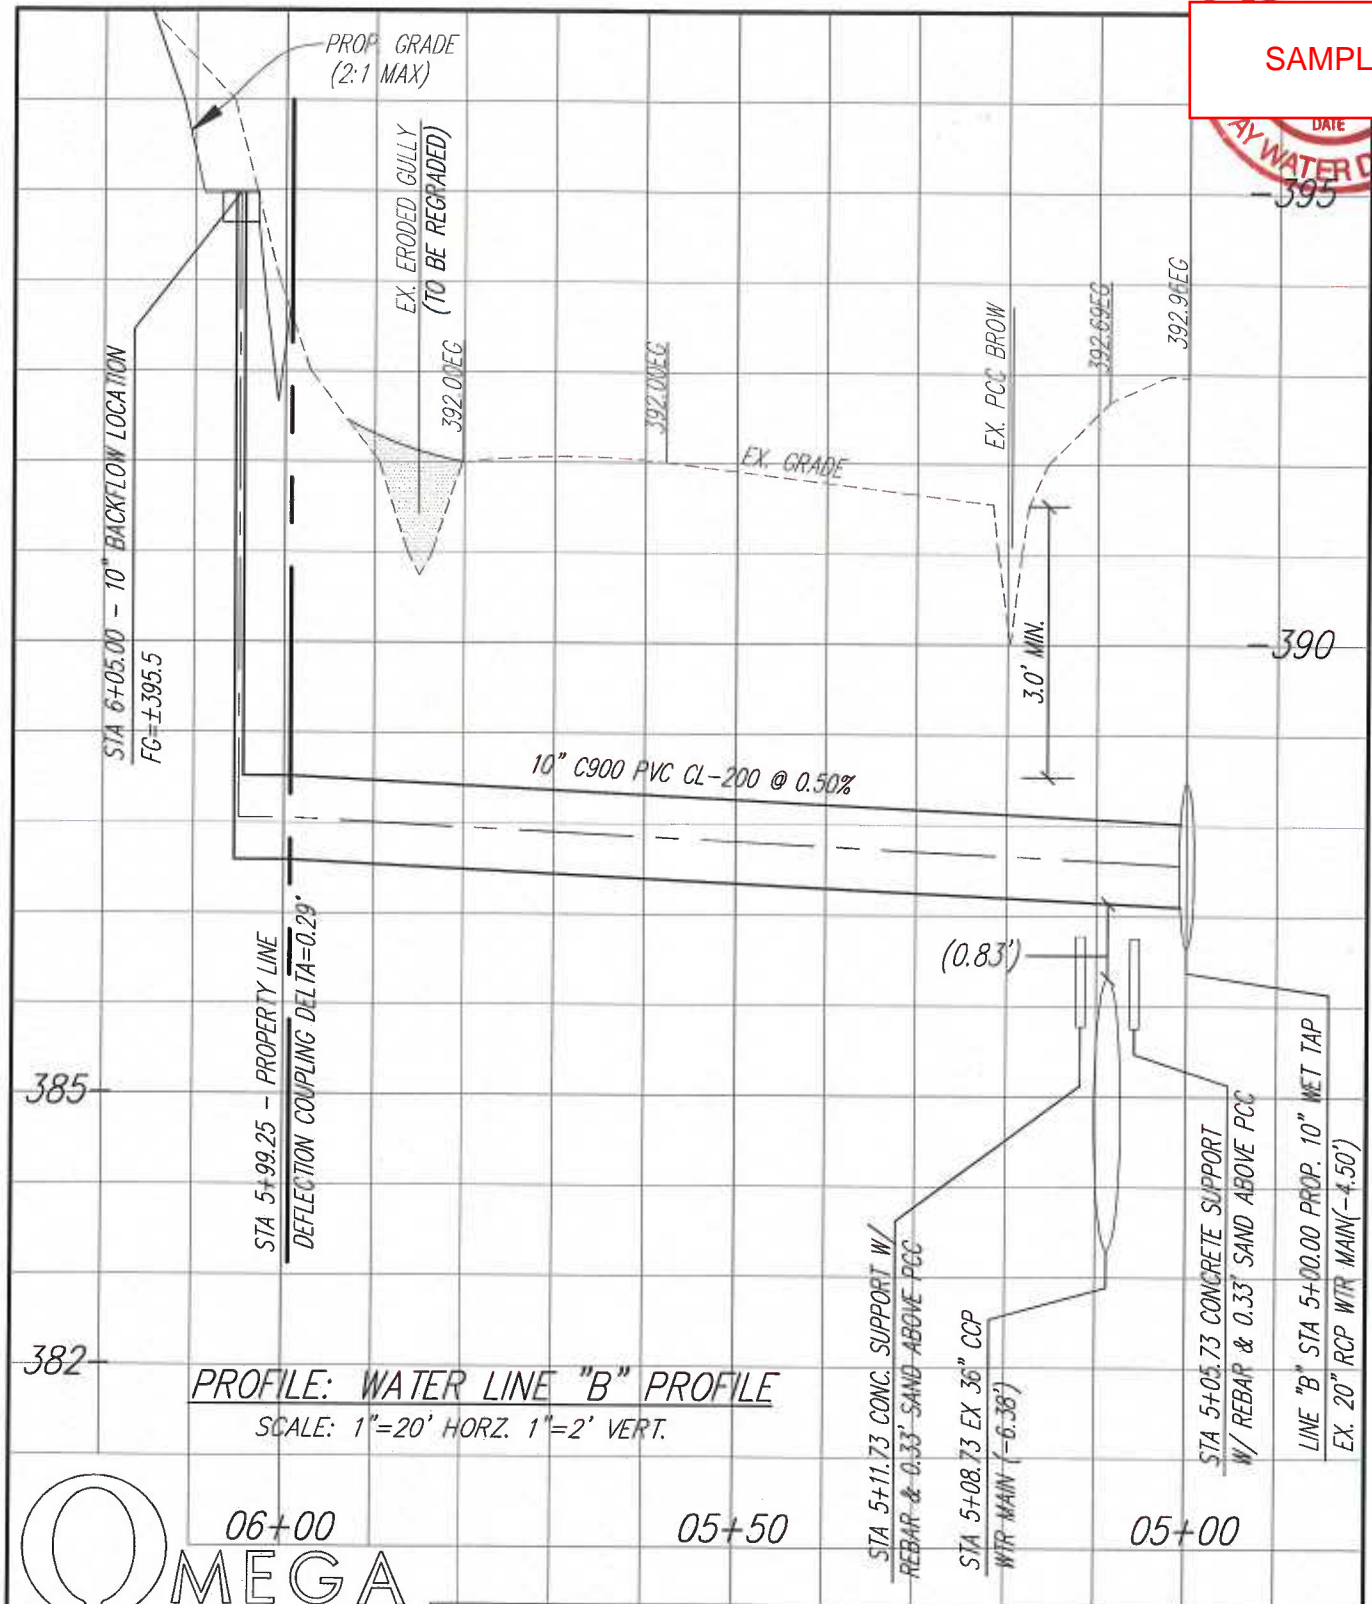 SAMPL
DATE
AY WATER D
PROP. GRADE
(2:1 MAX)
EX. ERODED GULLY
(TO BE REGRADED)
-395
392.00EG
392.00EG
EX. PCC BROW
392.69EG
392.96EG
EX. GRADE
STA 6+05.00 - 10" BACKFLOW LOCATION
FG=±395.5
-390
3.0' MIN.
10" C900 PVC CL-200 @ 0.50%
(0.83')
STA 5+99.25 - PROPERTY LINE
DEFLECTION COUPLING DELTA=0.29°
385-
382-
STA 5+11.73 CONC. SUPPORT W/
REBAR & 0.33' SAND ABOVE PCC
STA 5+08.73 EX 36" CCP
WTR MAIN (-6.38')
STA 5+05.73 CONCRETE SUPPORT
W/ REBAR & 0.33' SAND ABOVE PCC
LINE "B" STA 5+00.00 PROP. 10" WET TAP
EX. 20" RCP WTR MAIN(-4.50')
PROFILE: WATER LINE "B" PROFILE
SCALE: 1"=20' HORZ. 1"=2' VERT.
06+00
05+50
05+00
OMEGA